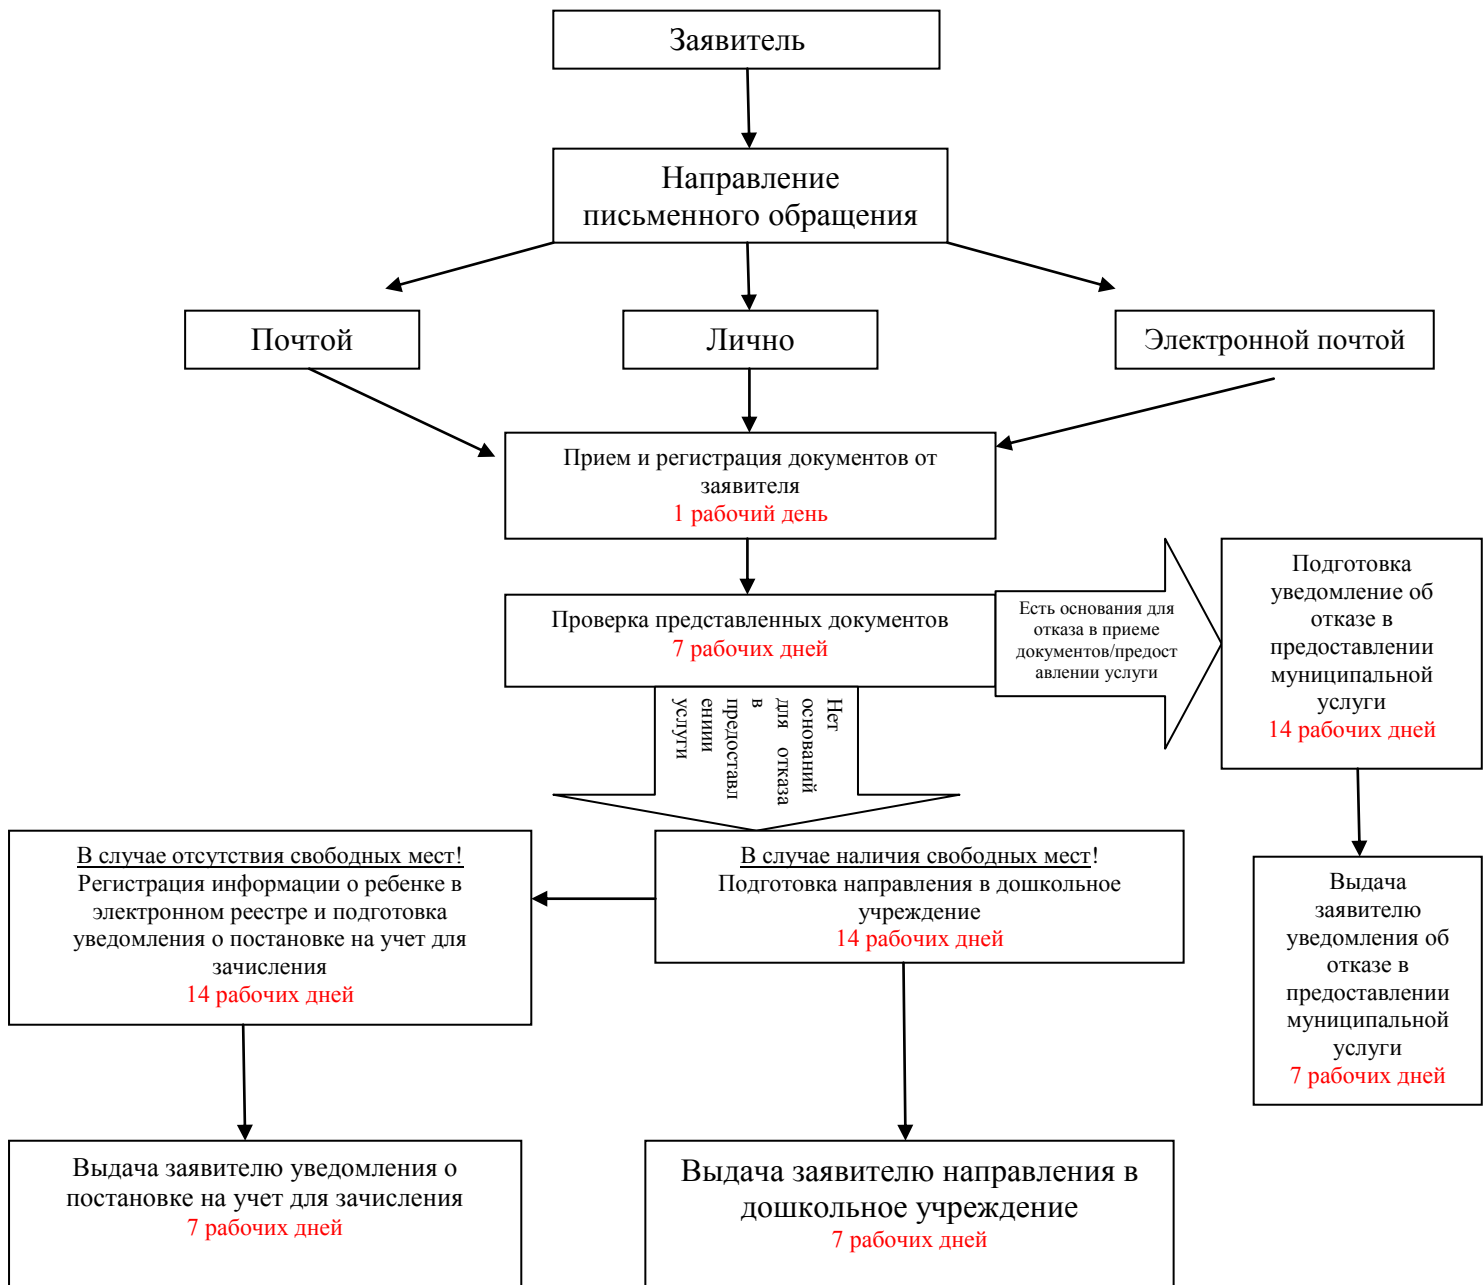 Заявитель
Направление
письменного обращения
Почтой
Лично
Электронной почтой
Прием и регистрация документов от
заявителя
1 рабочий день
Проверка представленных документов
7 рабочих дней
Есть основания для
отказа в приеме
документов/предост
авлении услуги
Подготовка
уведомление об
отказе в
предоставлении
муниципальной
услуги
14 рабочих дней
Нет
оснований
для отказа
в
предоставл
ениии
услуги
В случае отсутствия свободных мест!
Регистрация информации о ребенке в
электронном реестре и подготовка
уведомления о постановке на учет для
зачисления
14 рабочих дней
В случае наличия свободных мест!
Подготовка направления в дошкольное
учреждение
14 рабочих дней
Выдача
заявителю
уведомления об
отказе в
предоставлении
муниципальной
услуги
7 рабочих дней
Выдача заявителю уведомления о
постановке на учет для зачисления
7 рабочих дней
Выдача заявителю направления в
дошкольное учреждение
7 рабочих дней